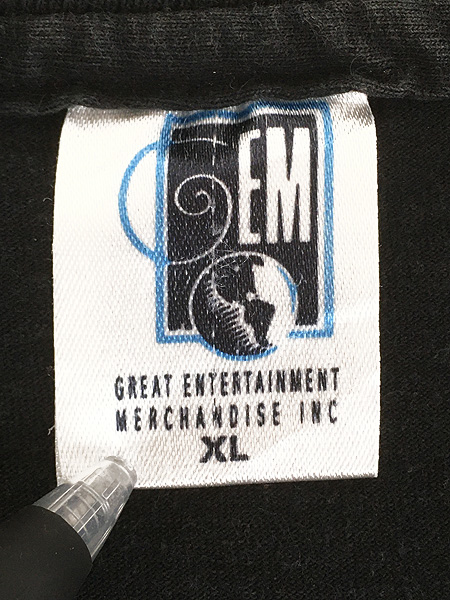 GEM
GREAT ENTERTAINMENT
MERCHANDISE INC
XL